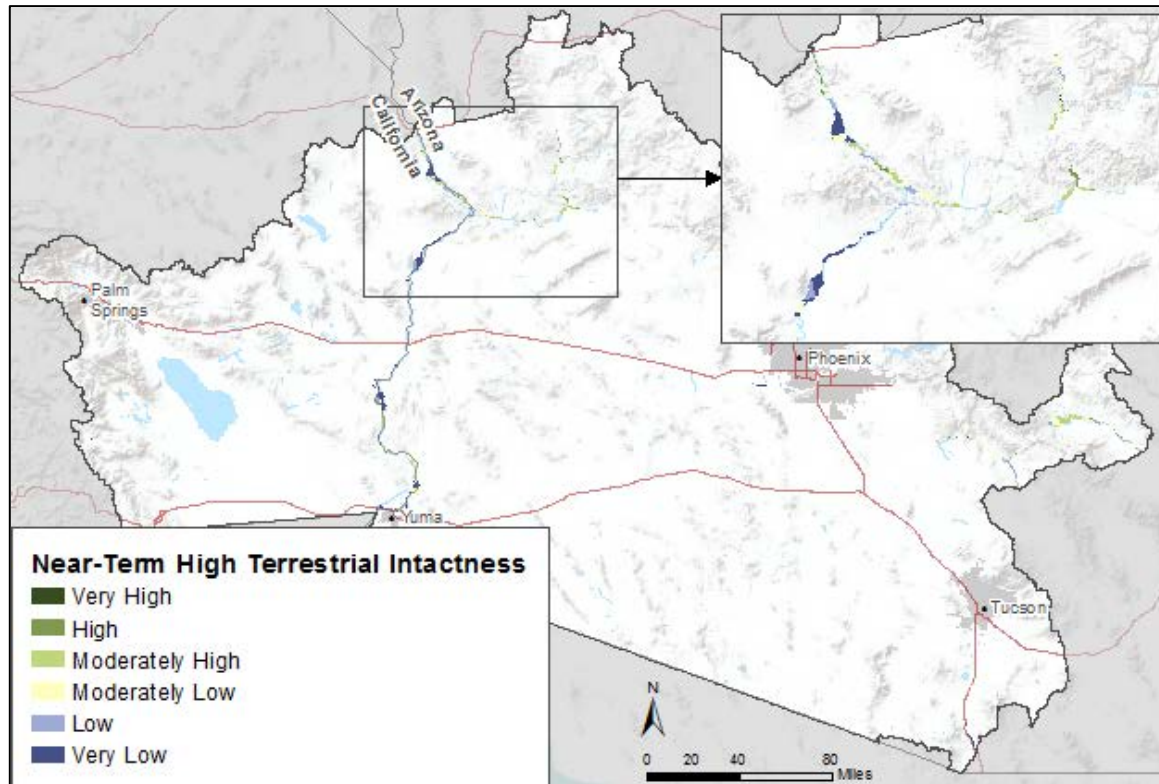 Arizona
California
Palm
Springs
Phoenix
Yuma
Tucson
Near-Term High Terrestrial Intactness
Very High
High
Moderately High
Moderately Low
Low
Very Low
N
0 20 40 80
Miles